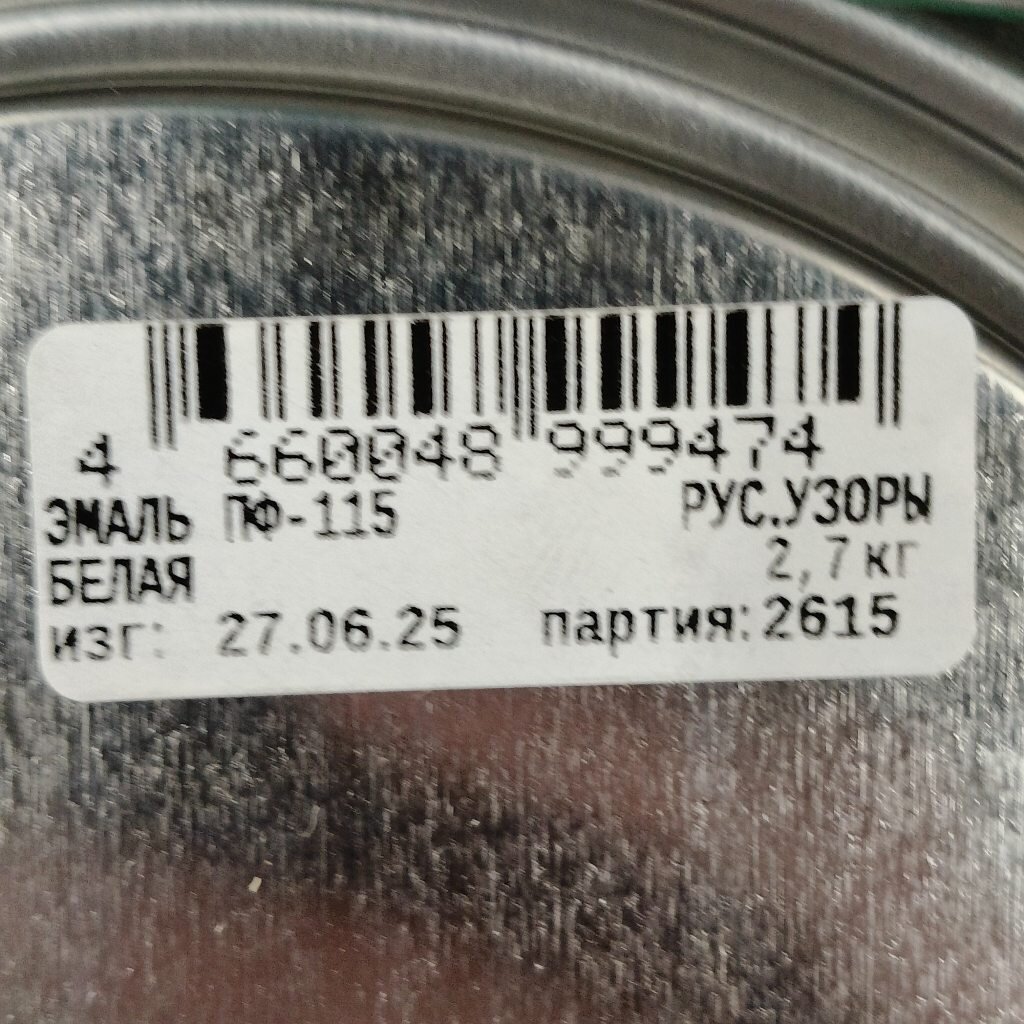 4 660048 999474
ЭМАЛЬ ПФ-115 РУС.УЗОРЫ
БЕЛАЯ 2,7 кг
изг: 27.06.25 партия: 2615